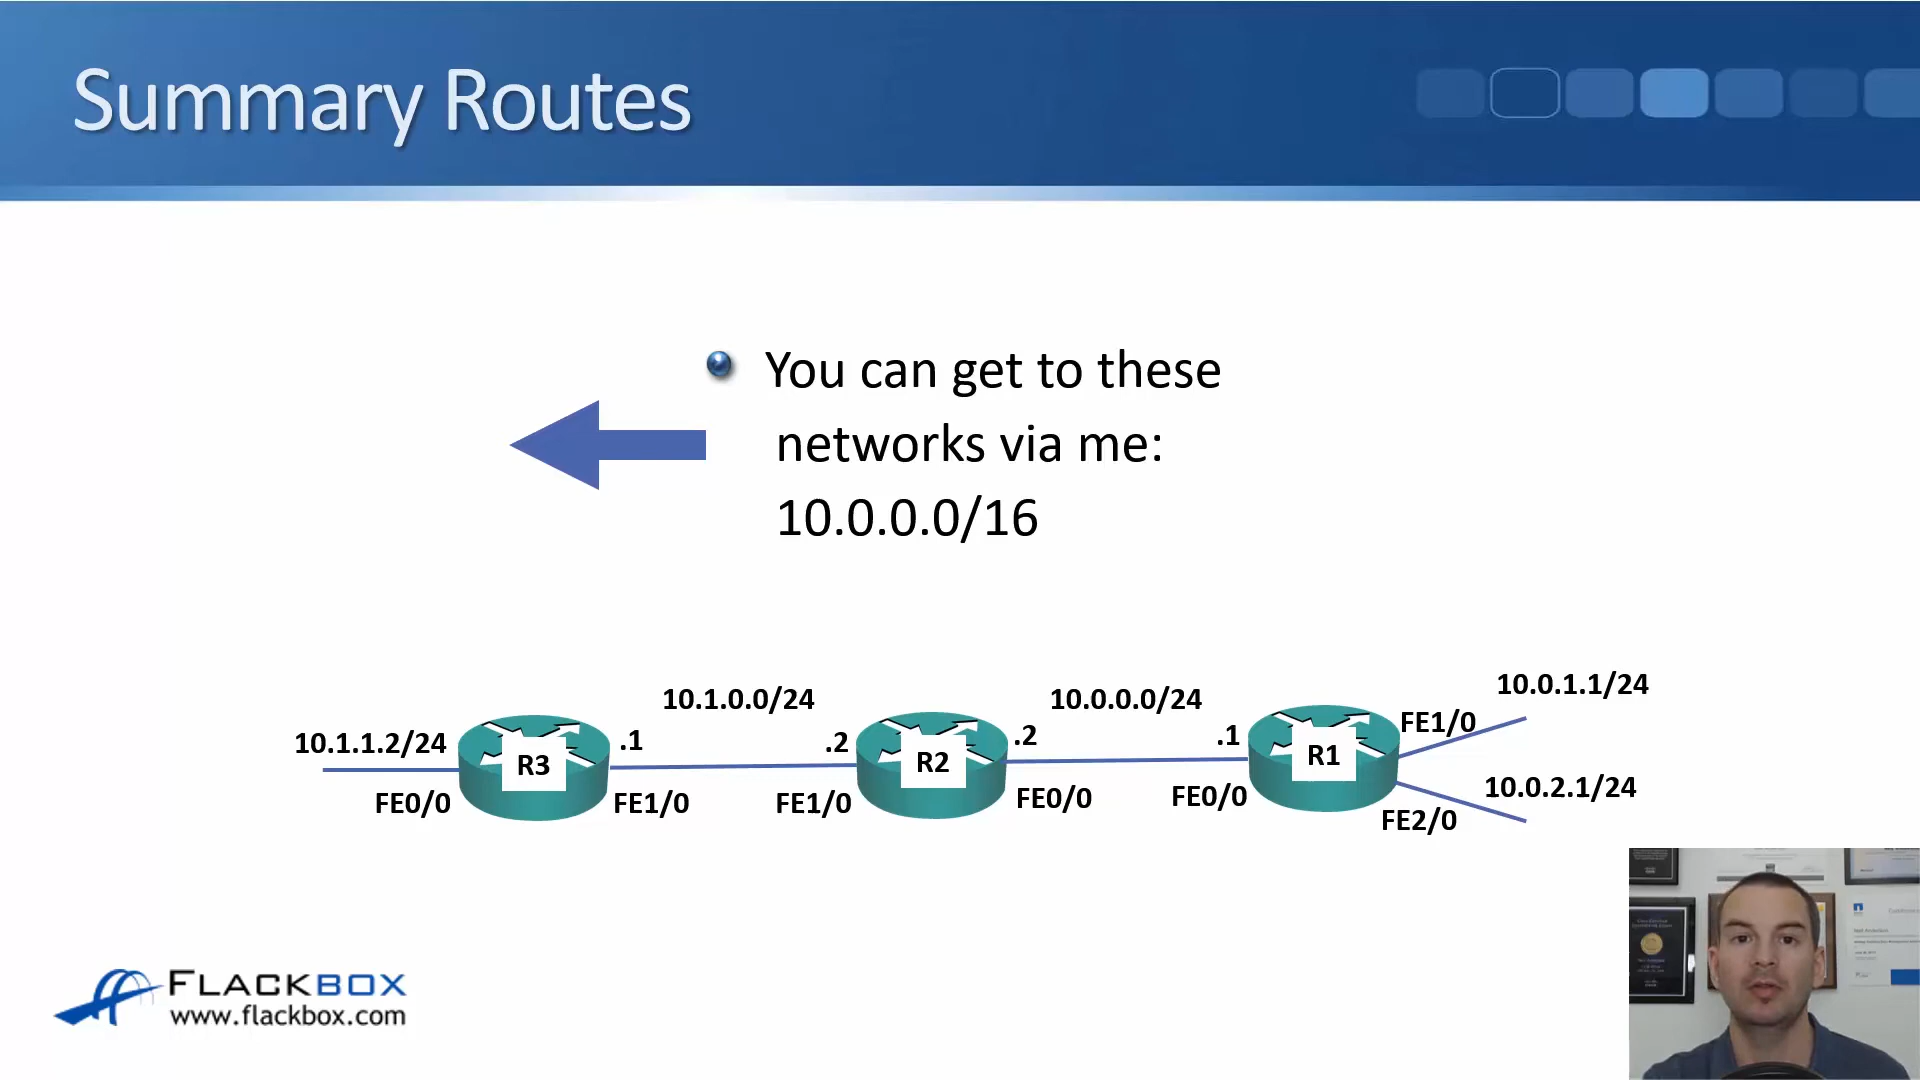 Summary Routes
You can get to these
networks via me:
10.0.0.0/16
10.0.1.1/24
10.1.0.0/24
10.0.0.0/24
FE1/0
10.1.1.2/24
.1
.2
.2
.1
R3
R2
R1
10.0.2.1/24
FE0/0
FE1/0
FE1/0
FE0/0
FE0/0
FE2/0
FLACKBOX
www.flackbox.com